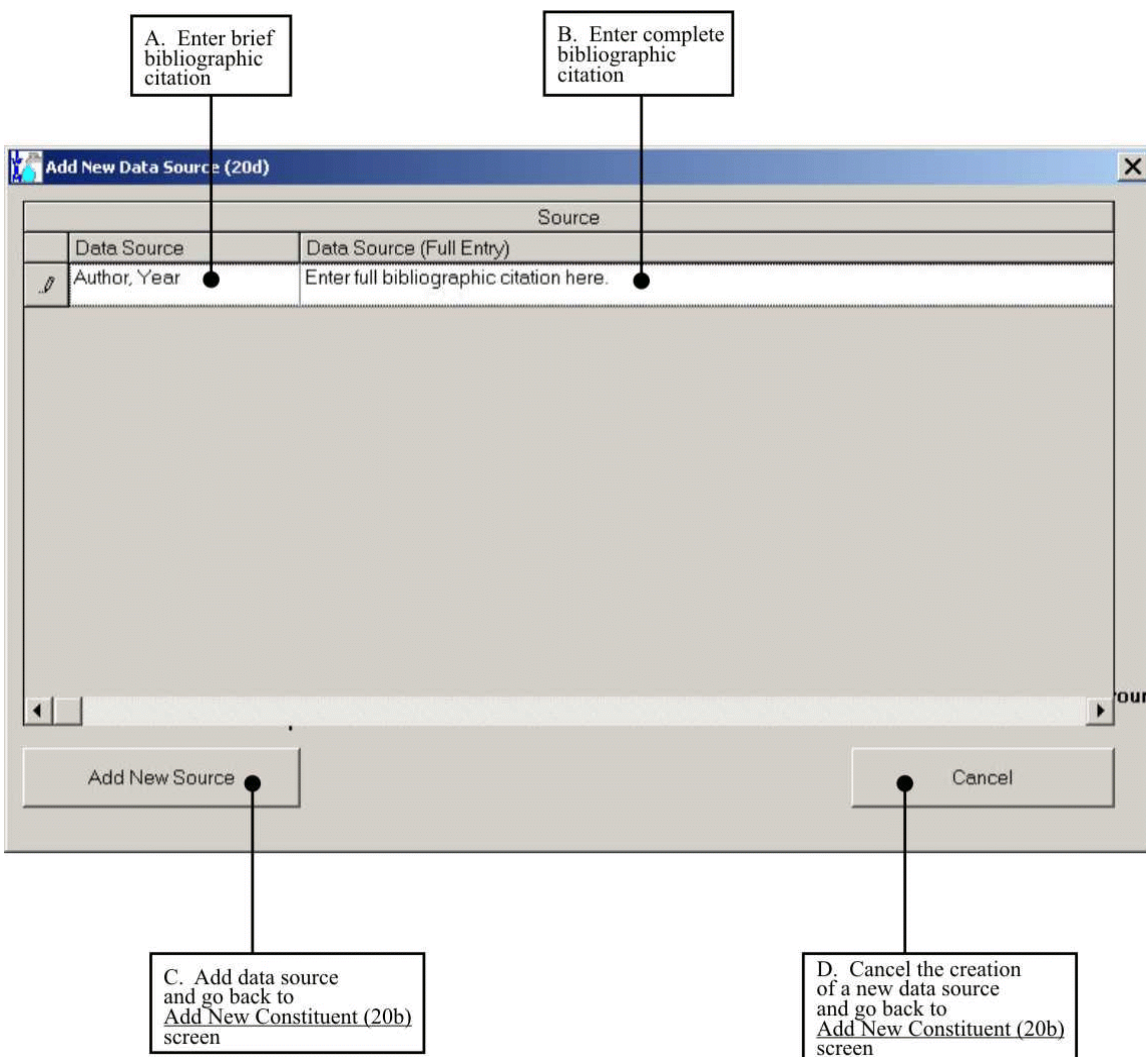 A. Enter brief
bibliographic
citation
B. Enter complete
bibliographic
citation
Add New Data Source (20d)
Source
Data Source
Data Source (Full Entry)
Author, Year
Enter full bibliographic citation here.
Add New Source
Cancel
C. Add data source
and go back to
Add New Constituent (20b)
screen
D. Cancel the creation
of a new data source
and go back to
Add New Constituent (20b)
screen